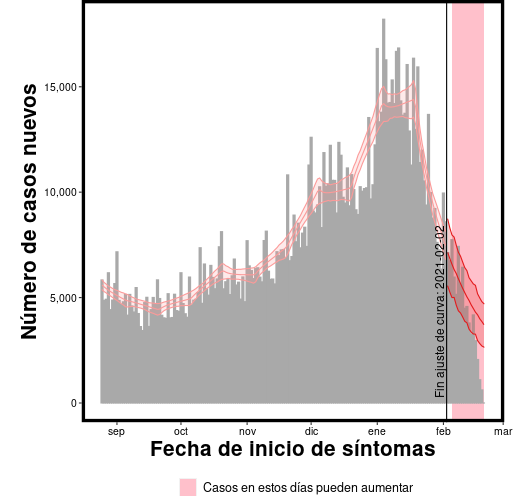 Número de casos nuevos
15,000
10,000
5,000
0
Fin ajuste de curva: 2021-02-02
sep oct nov dic ene feb mar
Fecha de inicio de síntomas
Casos en estos días pueden aumentar